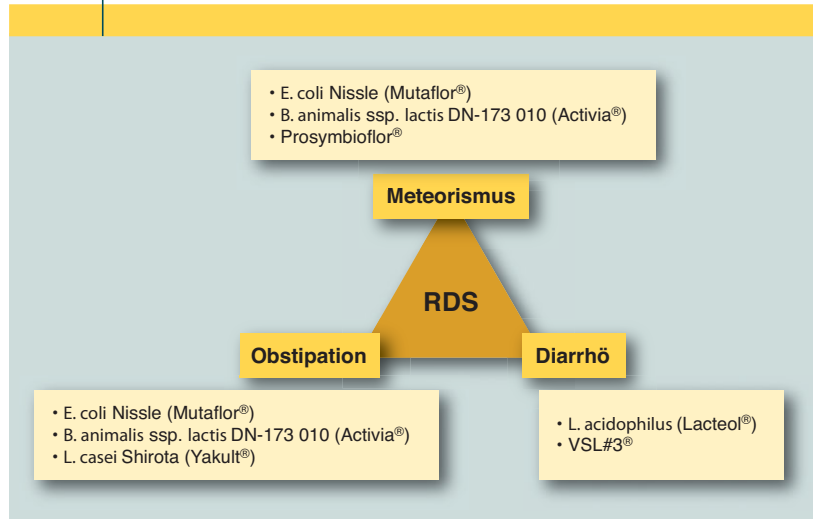 • E. coli Nissle (Mutaflor®)
• B. animalis ssp. lactis DN-173 010 (Activia®)
• Prosymbioflor®
Meteorismus
RDS
Obstipation
Diarrhö
• E. coli Nissle (Mutaflor®)
• B. animalis ssp. lactis DN-173 010 (Activia®)
• L. casei Shirota (Yakult®)
• L. acidophilus (Lacteol®)
• VSL#3®